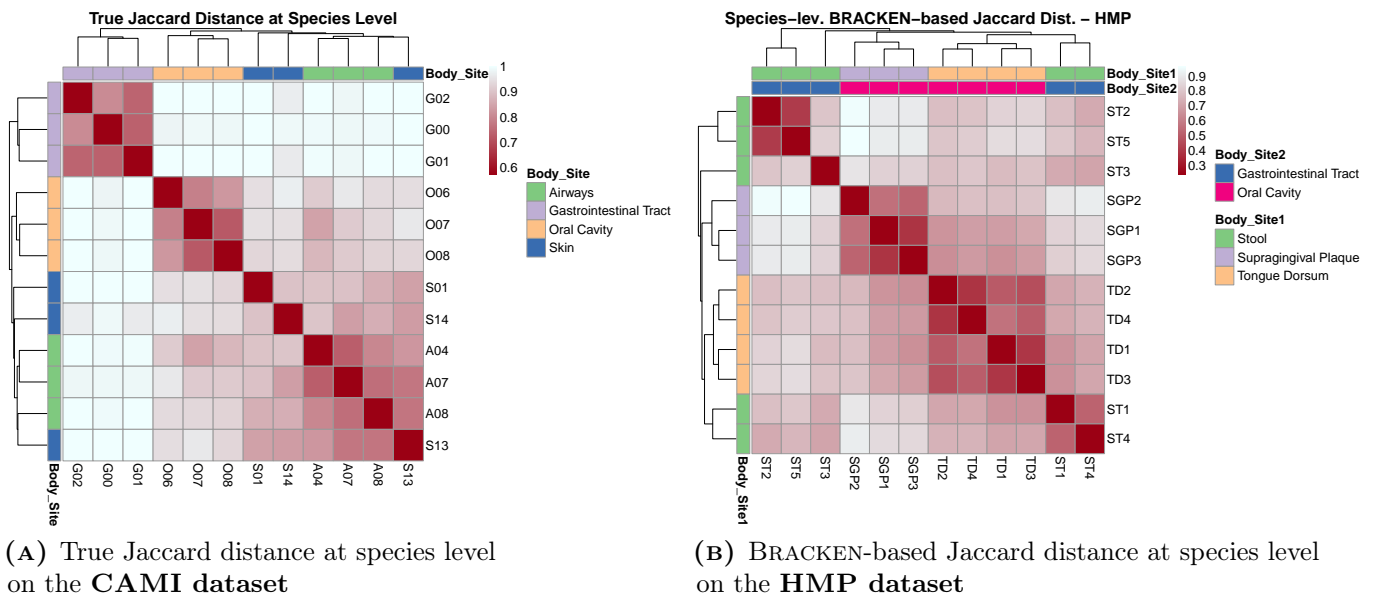 True Jaccard Distance at Species Level
Body_Site
1
0.9
0.8
0.7
0.6
G02
G00
G01
O06
O07
O08
S01
S14
A04
A07
A08
S13
Body_Site
G02
G00
G01
O06
O07
O08
S01
S14
A04
A07
A08
S13
Body_Site
Airways
Gastrointestinal Tract
Oral Cavity
Skin
(A) True Jaccard distance at species level
on the CAMI dataset
Species−lev. BRACKEN−based Jaccard Dist. − HMP
Body_Site1
Body_Site2
0.9
0.8
0.7
0.6
0.5
0.4
0.3
ST2
ST5
ST3
SGP2
SGP1
SGP3
TD2
TD4
TD1
TD3
ST1
ST4
Body_Site1
ST2
ST5
ST3
SGP2
SGP1
SGP3
TD2
TD4
TD1
TD3
ST1
ST4
Body_Site2
Gastrointestinal Tract
Oral Cavity
Body_Site1
Stool
Supragingival Plaque
Tongue Dorsum
(B) BRACKEN-based Jaccard distance at species level
on the HMP dataset